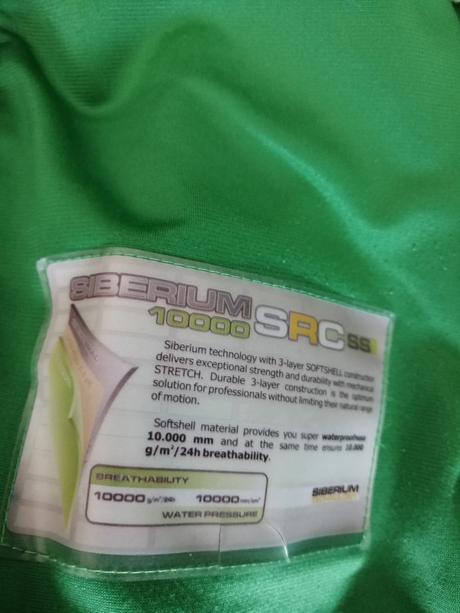 SIBERIUM
10000 SRC SS
Siberium technology with 3-layer SOFTSHELL construction
delivers exceptional strength and durability with mechanical
STRETCH. Durable 3-layer construction is the optimum
solution for professionals without limiting their natural range
of motion.
Softshell material provides you super waterproofness
10.000 mm and at the same time ensures 10.000
g/m²/24h breathability.
BREATHABILITY
10000 g/m²/24h 10000
WATER PRESSURE
SIBERIUM